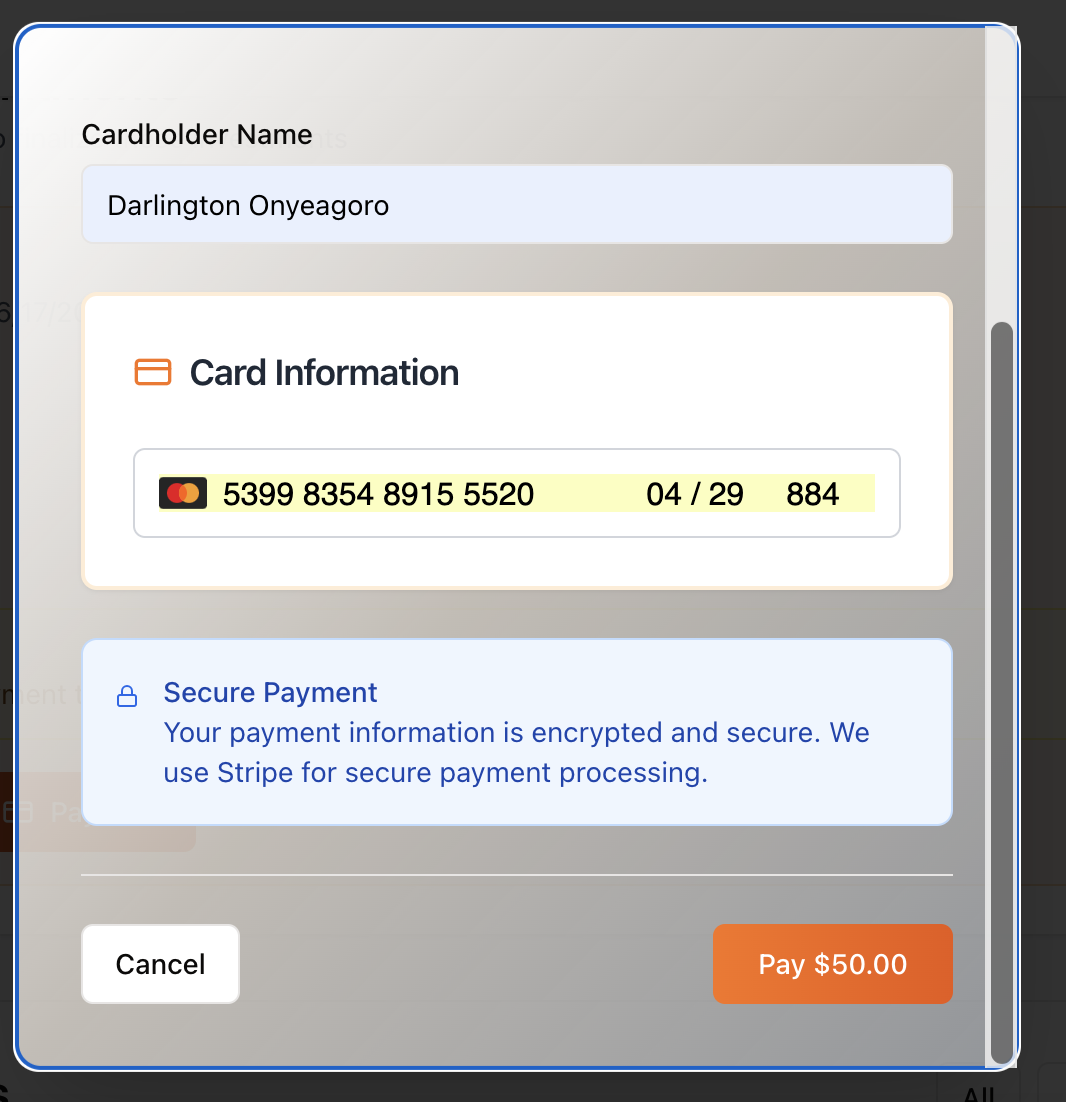 Cardholder Name
Darlington Onyeagoro
Card Information
5399 8354 8915 5520 04 / 29 884
Secure Payment
Your payment information is encrypted and secure. We
use Stripe for secure payment processing.
Cancel
Pay $50.00
All